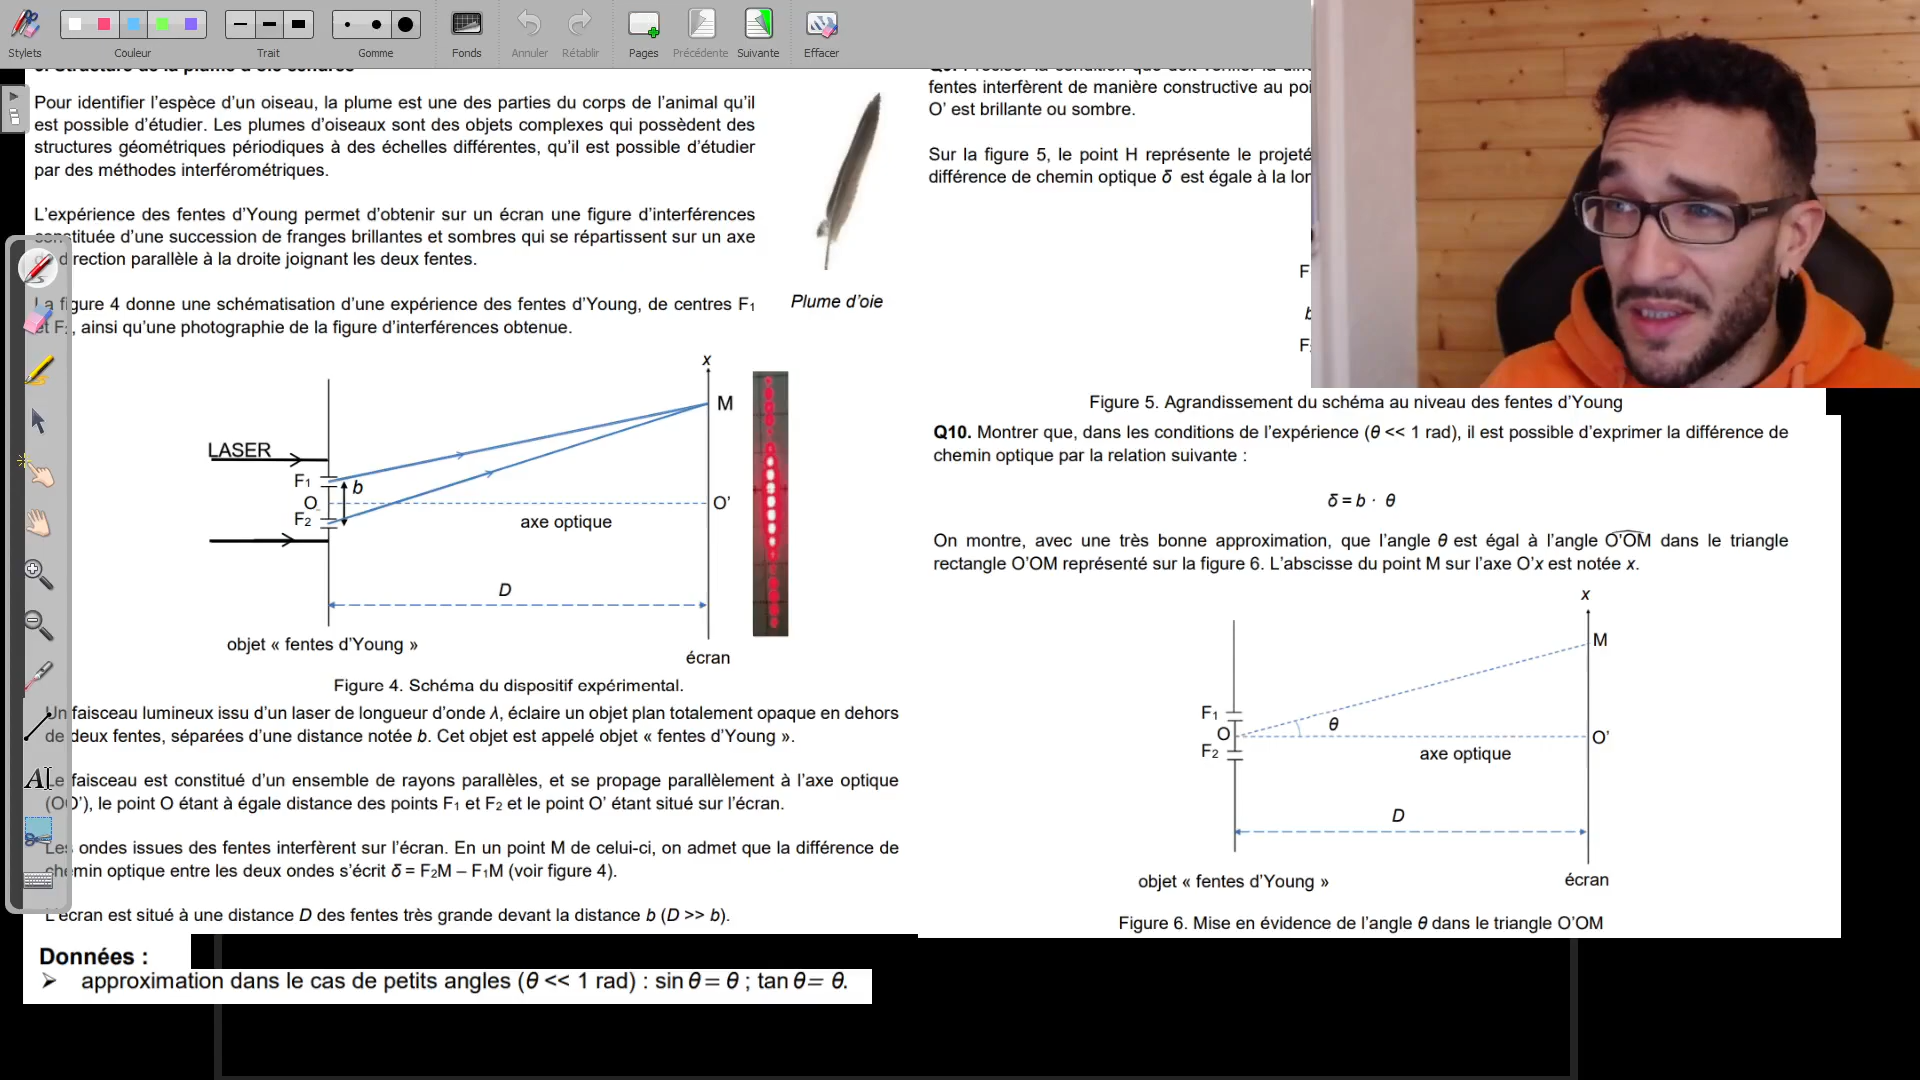 Stylets
Couleur
Trait
Gomme
Fonds
Annuler
Rétablir
Pages
Précédente
Suivante
Effacer
Pour identifier l'espèce d'un oiseau, la plume est une des parties du corps de l'animal qu'il
est possible d'étudier. Les plumes d'oiseaux sont des objets complexes qui possèdent des
structures géométriques périodiques à des échelles différentes, qu'il est possible d'étudier
par des méthodes interférométriques.
L'expérience des fentes d'Young permet d'obtenir sur un écran une figure d'interférences
constituée d'une succession de franges brillantes et sombres qui se répartissent sur un axe
direction parallèle à la droite joignant les deux fentes.
La figure 4 donne une schématisation d'une expérience des fentes d'Young, de centres F₁
et F₂, ainsi qu'une photographie de la figure d'interférences obtenue.
Plume d'oie
x
M
LASER
F₁
b
O
O'
F₂
axe optique
D
objet « fentes d'Young »
écran
Figure 4. Schéma du dispositif expérimental.
Un faisceau lumineux issu d'un laser de longueur d'onde λ, éclaire un objet plan totalement opaque en dehors
de deux fentes, séparées d'une distance notée b. Cet objet est appelé objet « fentes d'Young ».
Le faisceau est constitué d'un ensemble de rayons parallèles, et se propage parallèlement à l'axe optique
(OO'), le point O étant à égale distance des points F₁ et F₂ et le point O' étant situé sur l'écran.
Les ondes issues des fentes interfèrent sur l'écran. En un point M de celui-ci, on admet que la différence de
chemin optique entre les deux ondes s'écrit δ = F₂M – F₁M (voir figure 4).
L'écran est situé à une distance D des fentes très grande devant la distance b (D >> b).
Données :
➢ approximation dans le cas de petits angles (θ << 1 rad) : sin θ = θ ; tan θ = θ.
fentes interfèrent de manière constructive au poi
O' est brillante ou sombre.
Sur la figure 5, le point H représente le projeté
différence de chemin optique δ est égale à la lon
F
b
F
Figure 5. Agrandissement du schéma au niveau des fentes d'Young
Q10. Montrer que, dans les conditions de l'expérience (θ << 1 rad), il est possible d'exprimer la différence de
chemin optique par la relation suivante :
δ = b · θ
On montre, avec une très bonne approximation, que l'angle θ est égal à l'angle O'OM dans le triangle
rectangle O'OM représenté sur la figure 6. L'abscisse du point M sur l'axe O'x est notée x.
x
M
F₁
θ
O
O'
F₂
axe optique
D
objet « fentes d'Young »
écran
Figure 6. Mise en évidence de l'angle θ dans le triangle O'OM